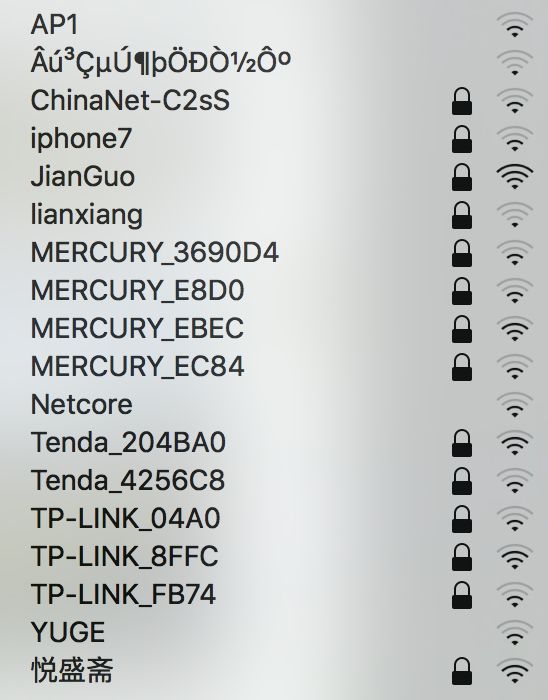 AP1
Âú³ÇµÚ¶þÖÐÒ½Ôº
ChinaNet-C2sS
iphone7
JianGuo
lianxiang
MERCURY_3690D4
MERCURY_E8D0
MERCURY_EBEC
MERCURY_EC84
Netcore
Tenda_204BA0
Tenda_4256C8
TP-LINK_04A0
TP-LINK_8FFC
TP-LINK_FB74
YUGE
悦盛斋